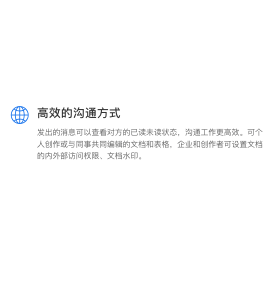 高效的沟通方式
发出的消息可以查看对方的已读未读状态，沟通工作更高效。可个
人创作或与同事共同编辑的文档和表格，企业和创作者可设置文档
的内外部访问权限、文档水印。